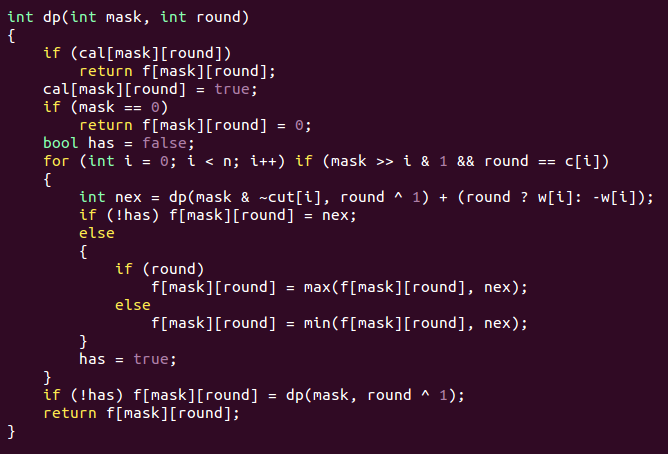 int dp(int mask, int round)
{
    if (cal[mask][round])
        return f[mask][round];
    cal[mask][round] = true;
    if (mask == 0)
        return f[mask][round] = 0;
    bool has = false;
    for (int i = 0; i < n; i++) if (mask >> i & 1 && round == c[i])
    {
        int nex = dp(mask & ~cut[i], round ^ 1) + (round ? w[i]: -w[i]);
        if (!has) f[mask][round] = nex;
        else
        {
            if (round)
                f[mask][round] = max(f[mask][round], nex);
            else
                f[mask][round] = min(f[mask][round], nex);
        }
        has = true;
    }
    if (!has) f[mask][round] = dp(mask, round ^ 1);
    return f[mask][round];
}